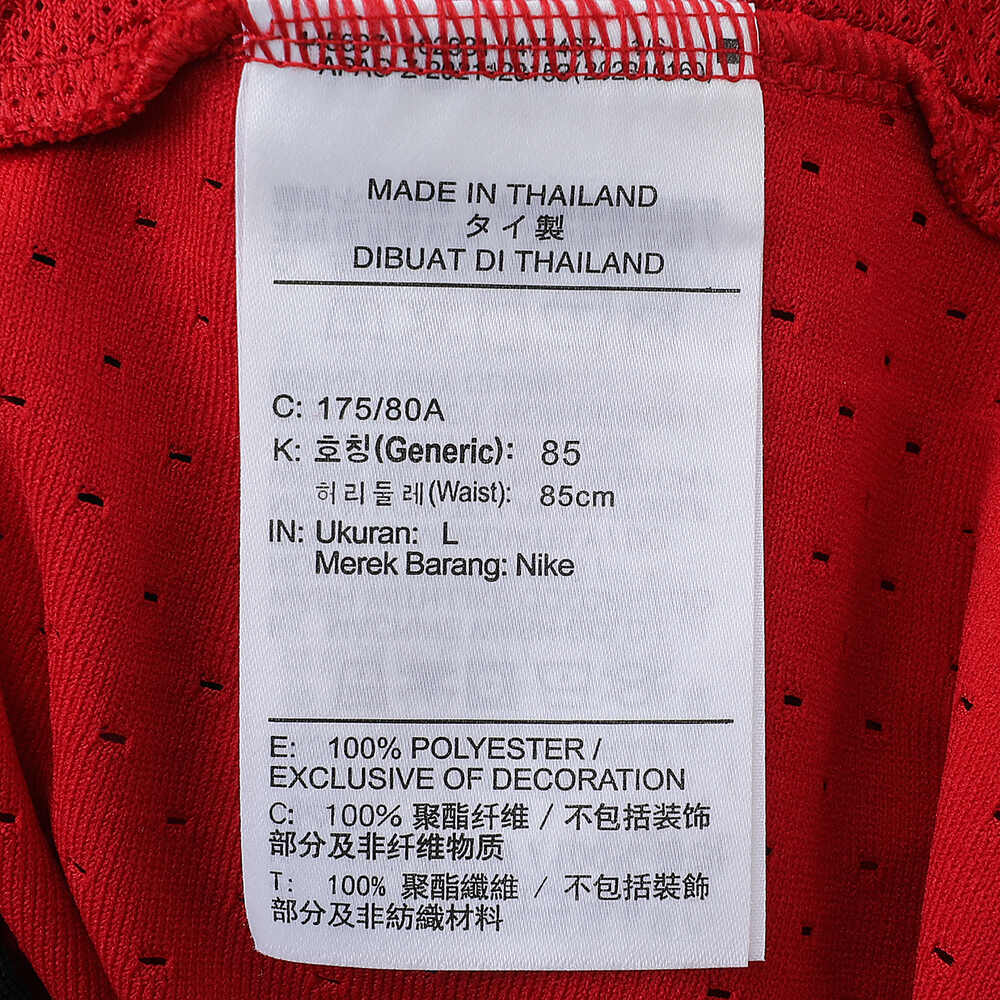 MADE IN THAILAND
タイ製
DIBUAT DI THAILAND
C: 175/80A
K: 호칭(Generic): 85
허리둘레(Waist): 85cm
IN: Ukuran: L
Merek Barang: Nike
E: 100% POLYESTER /
EXCLUSIVE OF DECORATION
C: 100% 聚酯纤维 / 不包括装饰
部分及非纤维物质
T: 100% 聚酯纖維 / 不包括裝飾
部分及非紡織材料